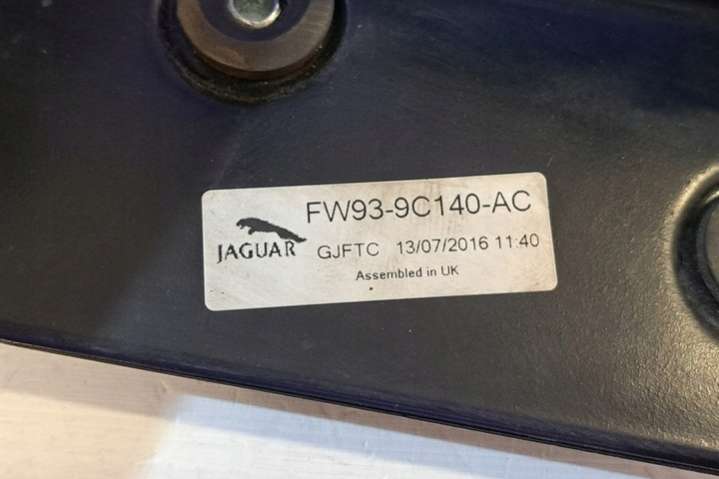 FW93-9C140-AC
JAGUAR
GJFTC 13/07/2016 11:40
Assembled in UK